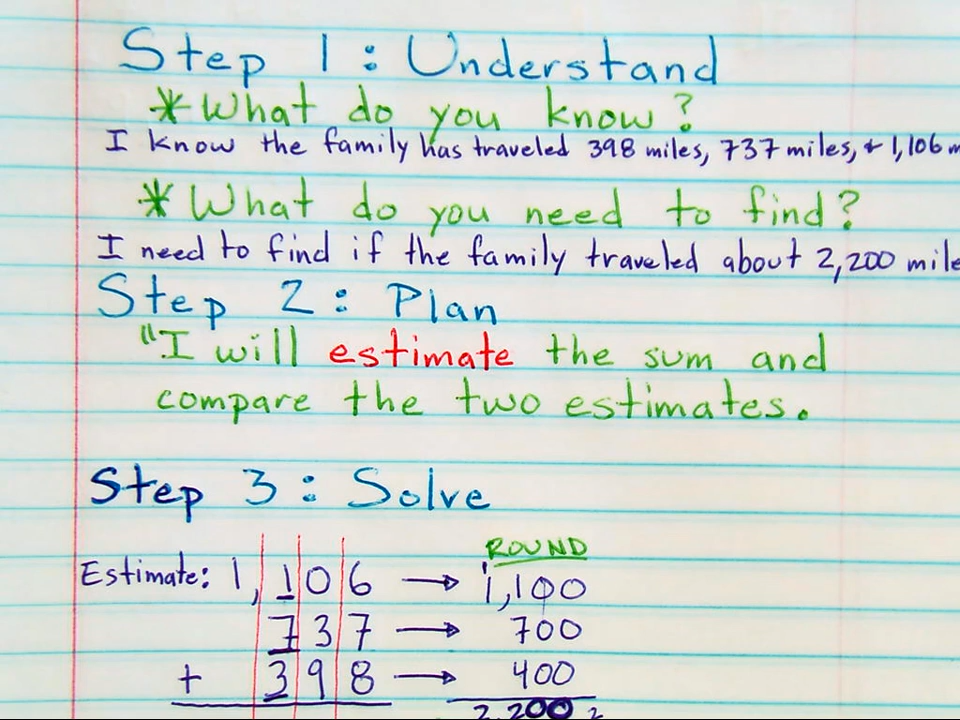 Step 1: Understand
*What do you know?
I know the family has traveled 398 miles, 737 miles, + 1,106 m
*What do you need to find?
I need to find if the family traveled about 2,200 mile
Step 2: Plan
"I will estimate the sum and
compare the two estimates.
Step 3: Solve
ROUND
Estimate: 1,106 → 1,100
737 → 700
+ 398 → 400
2,200